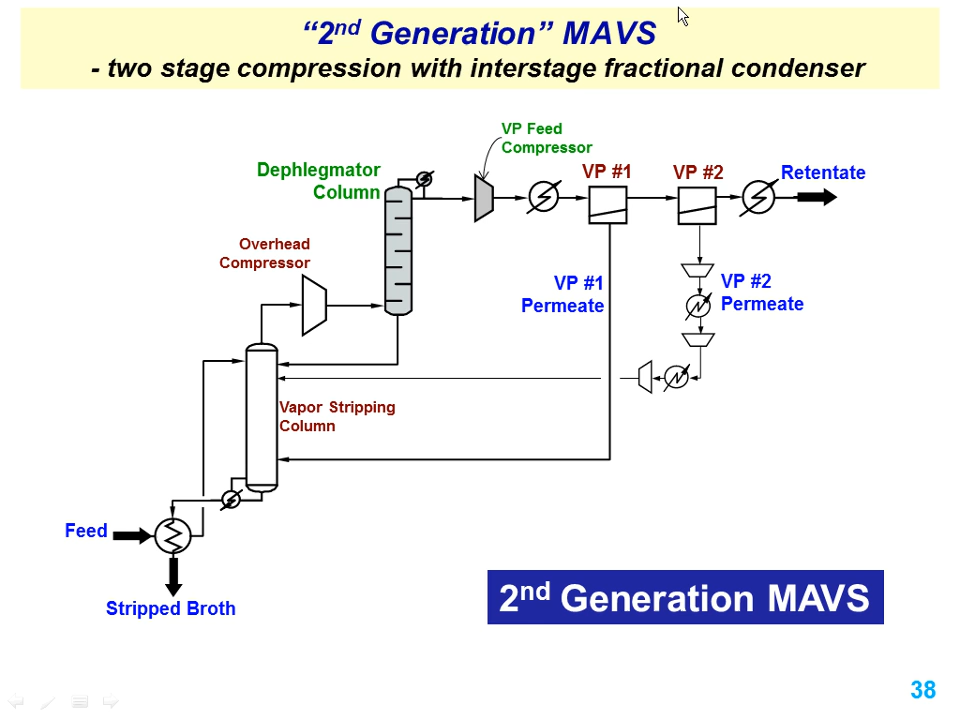 “2nd Generation” MAVS
- two stage compression with interstage fractional condenser
VP Feed
Compressor
Dephlegmator
Column
VP #1
VP #2
Retentate
Overhead
Compressor
VP #1
Permeate
VP #2
Permeate
Vapor Stripping
Column
Feed
Stripped Broth
2nd Generation MAVS
38